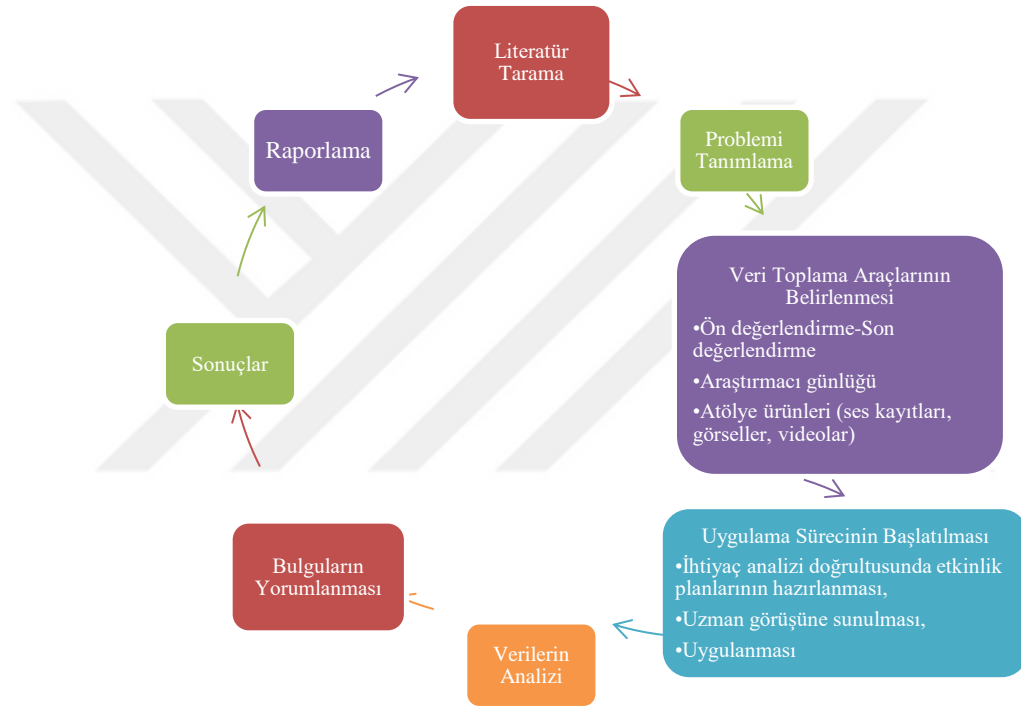 Literatür
Tarama
Problemi
Tanımlama
Veri Toplama Araçlarının
Belirlenmesi
•Ön değerlendirme-Son
değerlendirme
•Araştırmacı günlüğü
•Atölye ürünleri (ses kayıtları,
görseller, videolar)
Uygulama Sürecinin Başlatılması
•İhtiyaç analizi doğrultusunda etkinlik
planlarının hazırlanması,
•Uzman görüşüne sunulması,
•Uygulanması
Verilerin
Analizi
Bulguların
Yorumlanması
Sonuçlar
Raporlama